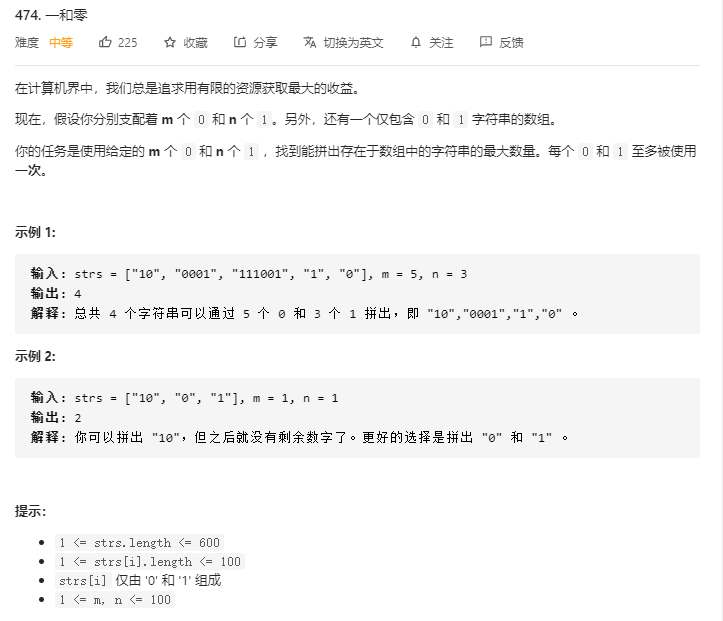 474. 一和零
难度 中等 225 收藏 分享 切换为英文 关注 反馈
在计算机界中，我们总是追求用有限的资源获取最大的收益。
现在，假设你分别支配着 m 个 0 和 n 个 1。另外，还有一个仅包含 0 和 1 字符串的数组。
你的任务是使用给定的 m 个 0 和 n 个 1 ，找到能拼出存在于数组中的字符串的最大数量。每个 0 和 1 至多被使用
一次。
示例 1:
输入: strs = ["10", "0001", "111001", "1", "0"], m = 5, n = 3
输出: 4
解释: 总共 4 个字符串可以通过 5 个 0 和 3 个 1 拼出，即 "10","0001","1","0" 。
示例 2:
输入: strs = ["10", "0", "1"], m = 1, n = 1
输出: 2
解释: 你可以拼出 "10"，但之后就没有剩余数字了。更好的选择是拼出 "0" 和 "1" 。
提示：
• 1 <= strs.length <= 600
• 1 <= strs[i].length <= 100
• strs[i] 仅由 '0' 和 '1' 组成
• 1 <= m, n <= 100